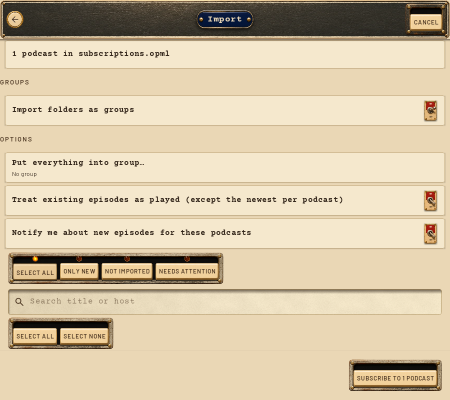 Import
CANCEL
1 podcast in subscriptions.opml
GROUPS
Import folders as groups
OPTIONS
Put everything into group…
No group
Treat existing episodes as played (except the newest per podcast)
Notify me about new episodes for these podcasts
SELECT ALL ONLY NEW NOT IMPORTED NEEDS ATTENTION
Search title or host
SELECT ALL SELECT NONE
SUBSCRIBE TO 1 PODCAST